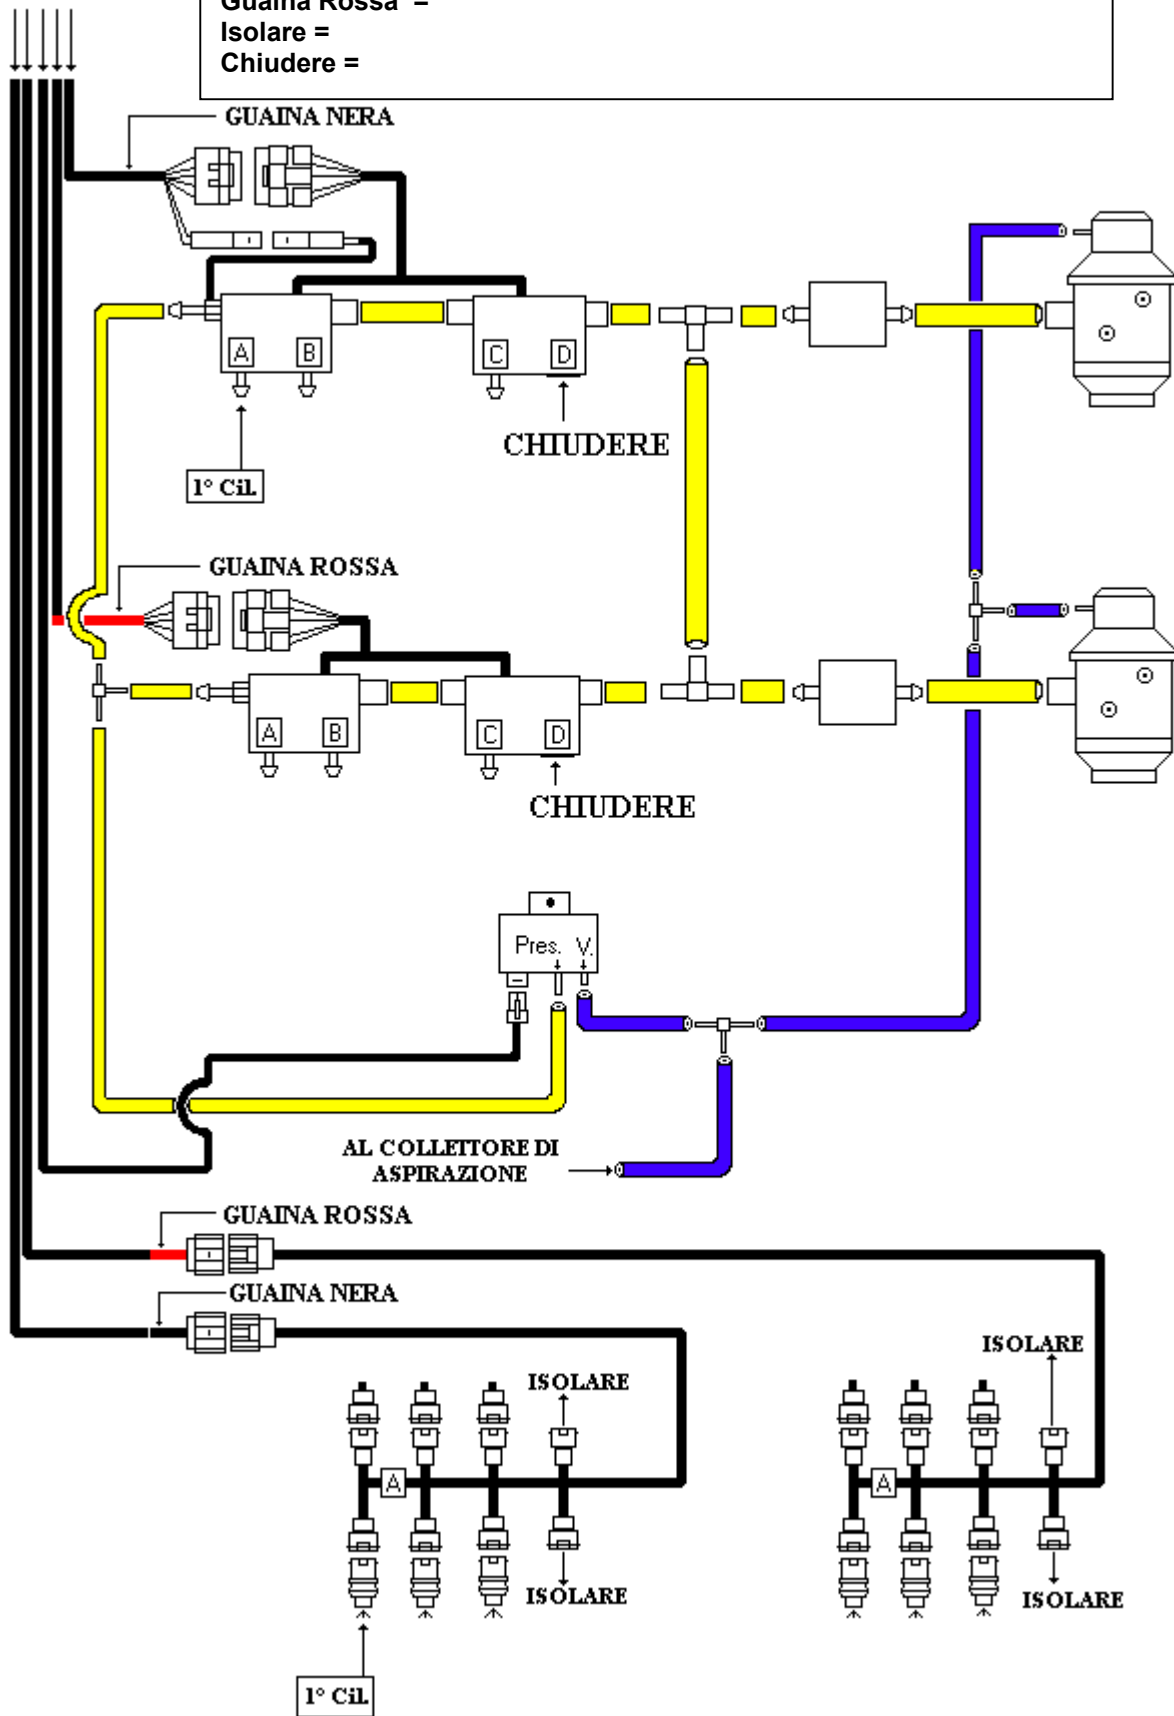 Guaina Rossa =
Isolare =
Chiudere =
GUAINA NERA
A B C D
CHIUDERE
1° Cil.
GUAINA ROSSA
A B C D
CHIUDERE
Pres. V.
AL COLLETTORE DI
ASPIRAZIONE
GUAINA ROSSA
GUAINA NERA
ISOLARE
ISOLARE
A
A
ISOLARE
ISOLARE
1° Cil.